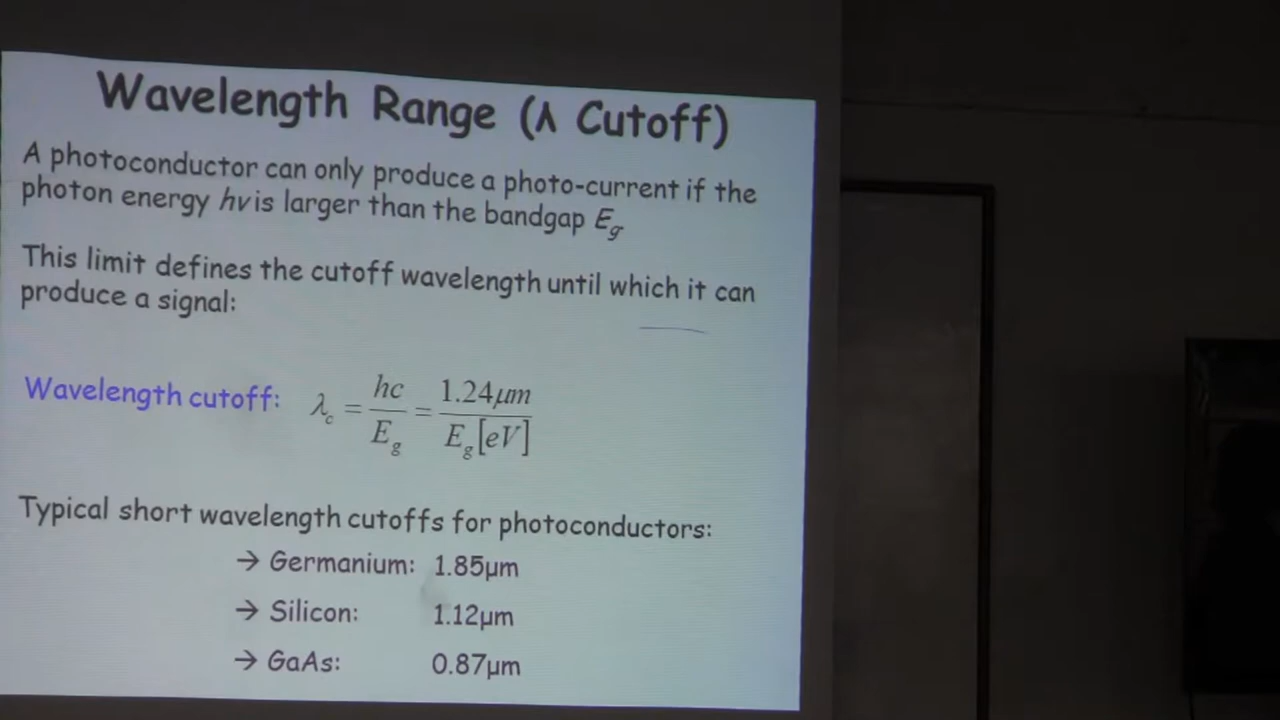 Wavelength Range (λ Cutoff)
A photoconductor can only produce a photo-current if the
photon energy hν is larger than the bandgap Eg
This limit defines the cutoff wavelength until which it can
produce a signal:
Wavelength cutoff: λc = hc/Eg = 1.24μm/Eg[eV]
Typical short wavelength cutoffs for photoconductors:
→ Germanium: 1.85μm
→ Silicon: 1.12μm
→ GaAs: 0.87μm